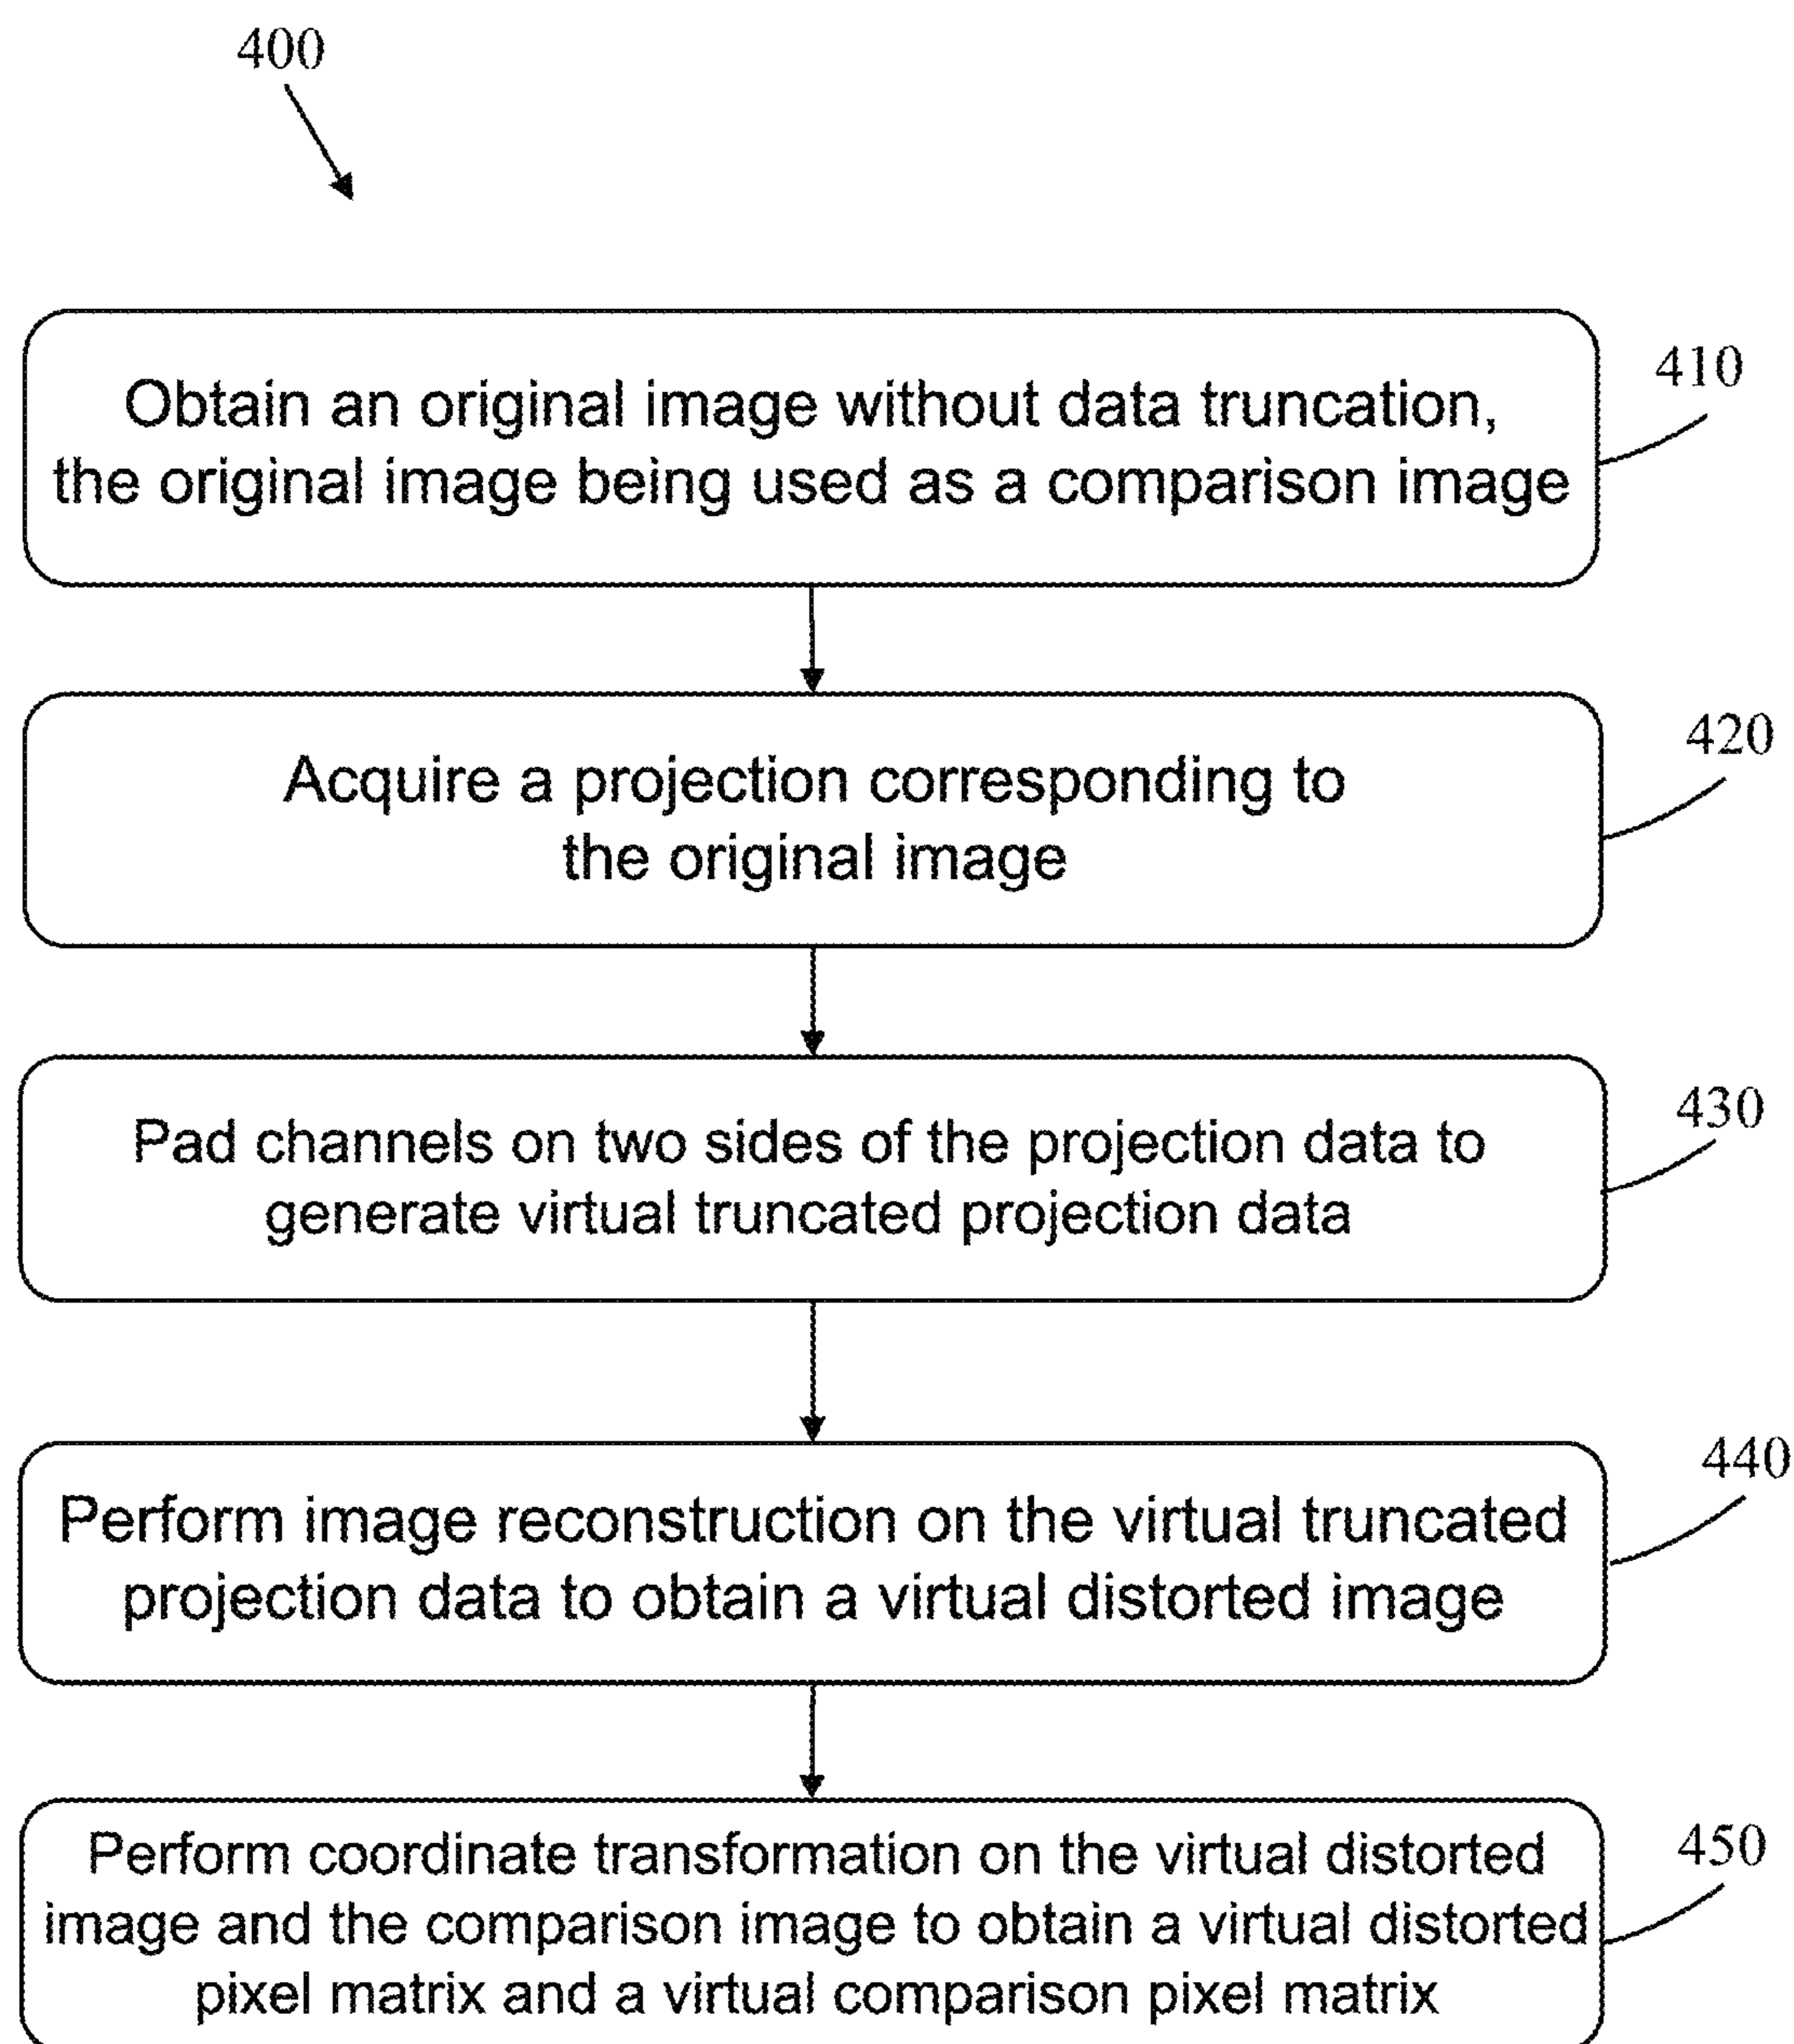 400
Obtain an original image without data truncation,
the original image being used as a comparison image
410
Acquire a projection corresponding to
the original image
420
Pad channels on two sides of the projection data to
generate virtual truncated projection data
430
Perform image reconstruction on the virtual truncated
projection data to obtain a virtual distorted image
440
Perform coordinate transformation on the virtual distorted
image and the comparison image to obtain a virtual distorted
pixel matrix and a virtual comparison pixel matrix
450